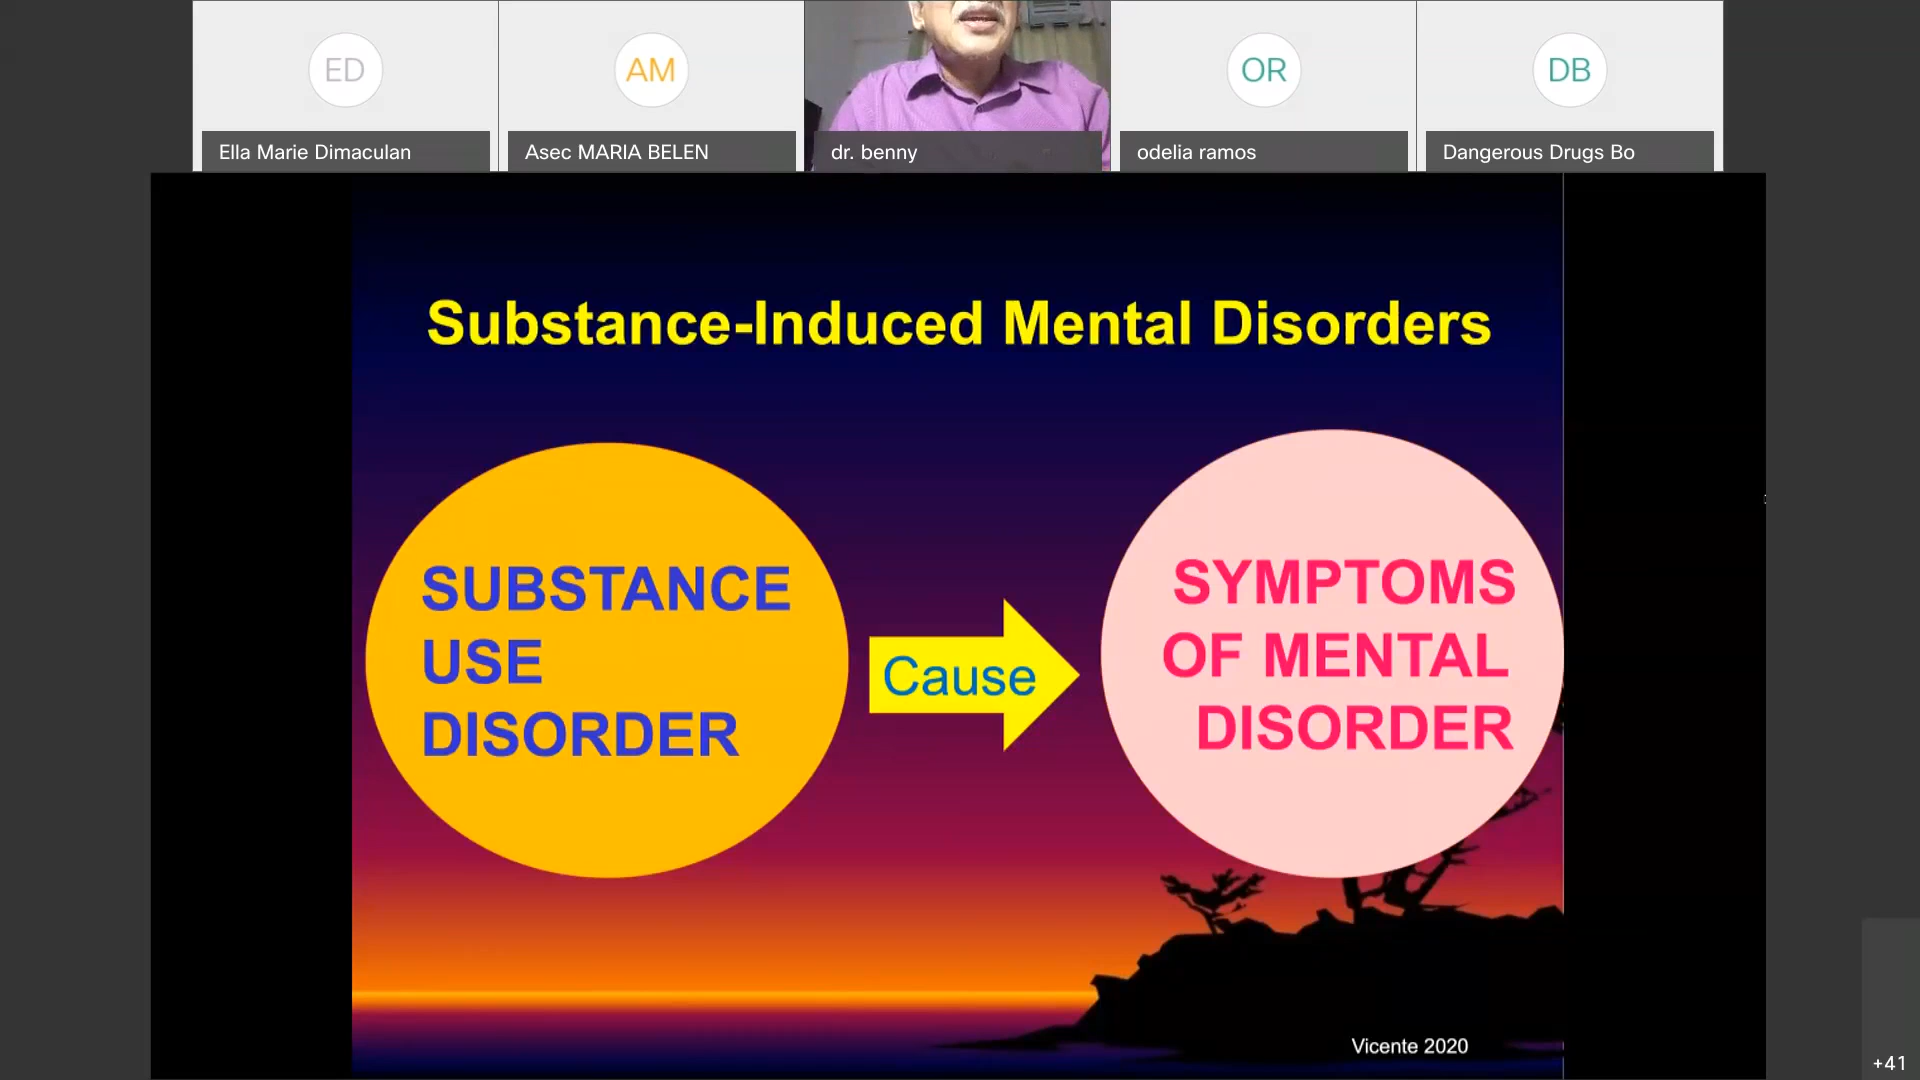 ED
AM
OR
DB
Ella Marie Dimaculan
Asec MARIA BELEN
dr. benny
odelia ramos
Dangerous Drugs Bo
Substance-Induced Mental Disorders
SUBSTANCE
USE
DISORDER
Cause
SYMPTOMS
OF MENTAL
DISORDER
Vicente 2020
+41